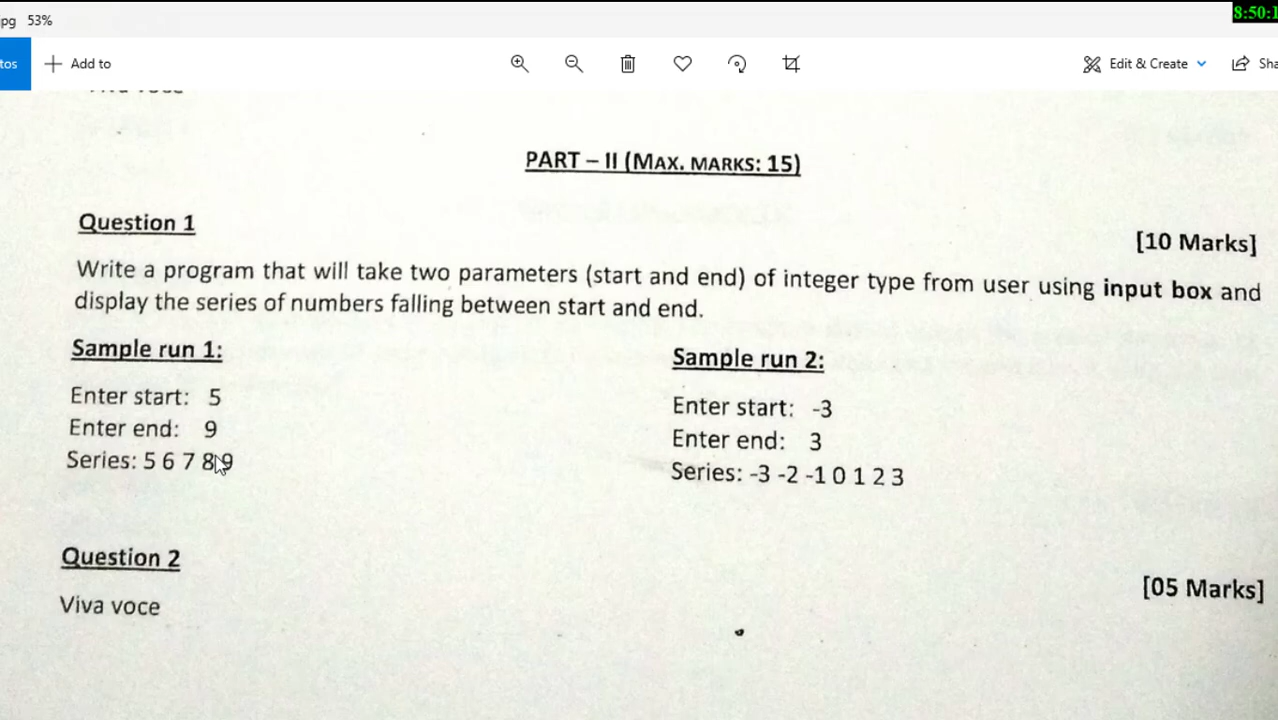 pg 53%
8:50:1
tos Add to Edit & Create Sha
PART – II (MAX. MARKS: 15)
Question 1
[10 Marks]
Write a program that will take two parameters (start and end) of integer type from user using input box and
display the series of numbers falling between start and end.
Sample run 1:
Enter start: 5
Enter end: 9
Series: 5 6 7 8 9
Sample run 2:
Enter start: -3
Enter end: 3
Series: -3 -2 -1 0 1 2 3
Question 2
[05 Marks]
Viva voce